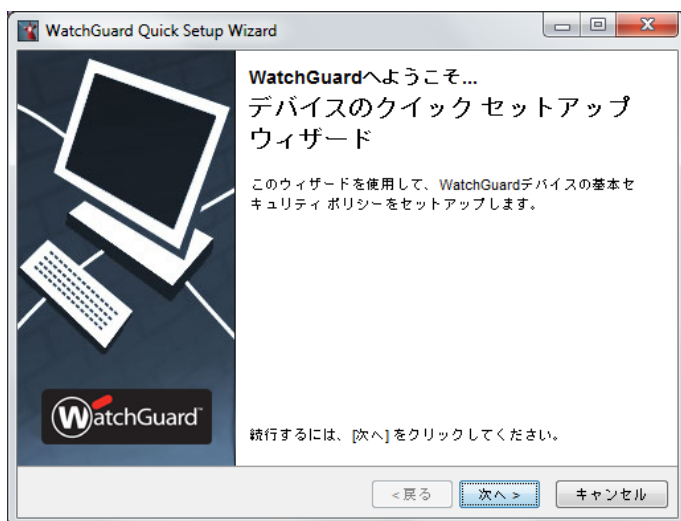 WatchGuard Quick Setup Wizard
WatchGuardへようこそ...
デバイスのクイック セットアップ
ウィザード
このウィザードを使用して、WatchGuardデバイスの基本セ
キュリティ ポリシーをセットアップします。
WatchGuard™
続行するには、[次へ]をクリックしてください。
<戻る
次へ >
キャンセル